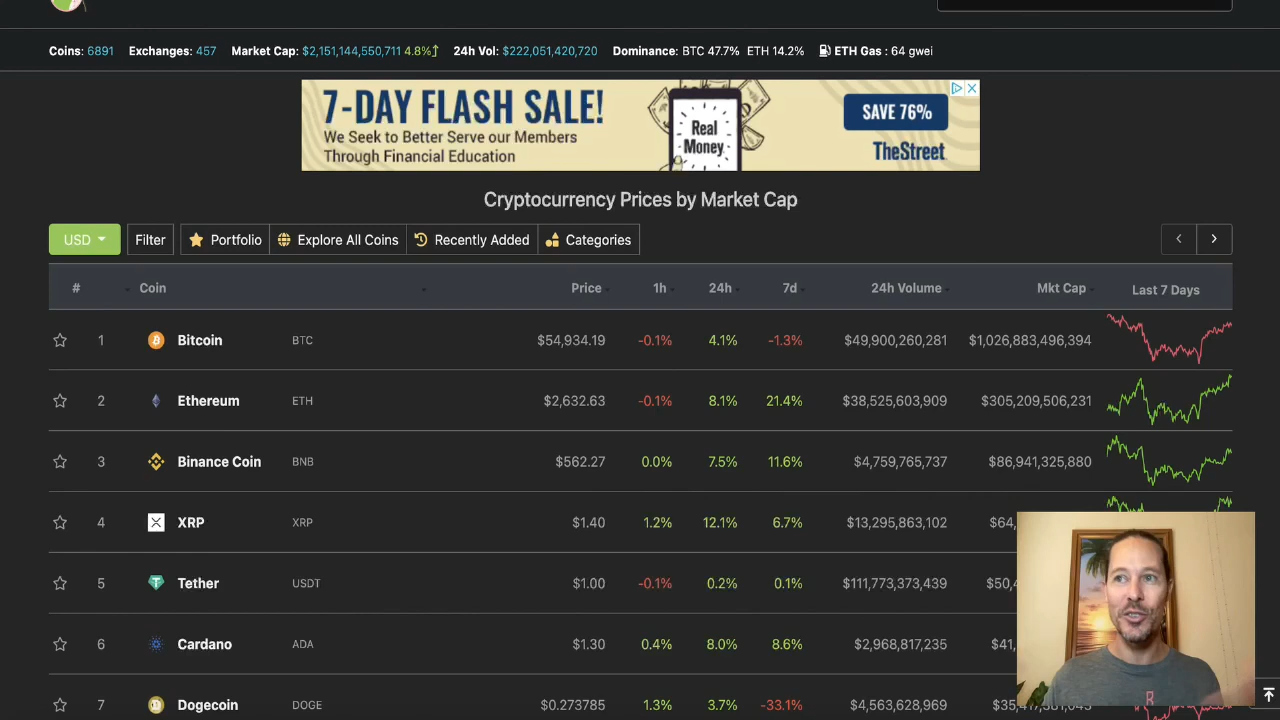 Coins: 6891 Exchanges: 457 Market Cap: $2,151,144,550,711 4.8% 24h Vol: $222,051,420,720 Dominance: BTC 47.7% ETH 14.2% ETH Gas : 64 gwei
7-DAY FLASH SALE!
We Seek to Better Serve our Members
Through Financial Education
Real
Money
SAVE 76%
TheStreet
Cryptocurrency Prices by Market Cap
USD Filter Portfolio Explore All Coins Recently Added Categories
# Coin Price 1h 24h 7d 24h Volume Mkt Cap Last 7 Days
1 Bitcoin BTC $54,934.19 -0.1% 4.1% -1.3% $49,900,260,281 $1,026,883,496,394
2 Ethereum ETH $2,632.63 -0.1% 8.1% 21.4% $38,525,603,909 $305,209,506,231
3 Binance Coin BNB $562.27 0.0% 7.5% 11.6% $4,759,765,737 $86,941,325,880
4 XRP XRP $1.40 1.2% 12.1% 6.7% $13,295,863,102 $64,
5 Tether USDT $1.00 -0.1% 0.2% 0.1% $111,773,373,439
6 Cardano ADA $1.30 0.4% 8.0% 8.6% $2,968,817,235 $41,
7 Dogecoin DOGE $0.273785 1.3% 3.7% -33.1% $4,563,628,969